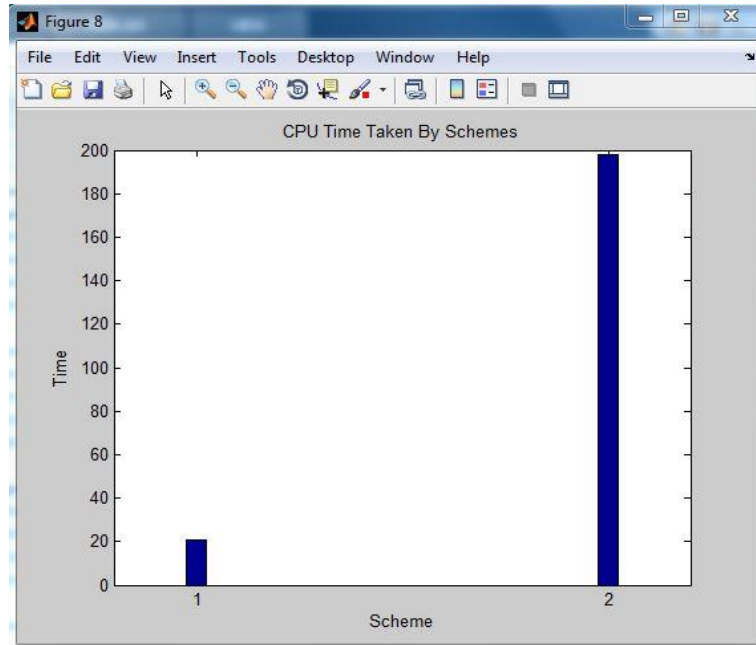 Figure 8
File Edit View Insert Tools Desktop Window Help
CPU Time Taken By Schemes
200
180
160
140
120
100
80
60
40
20
0
Time
1 2
Scheme